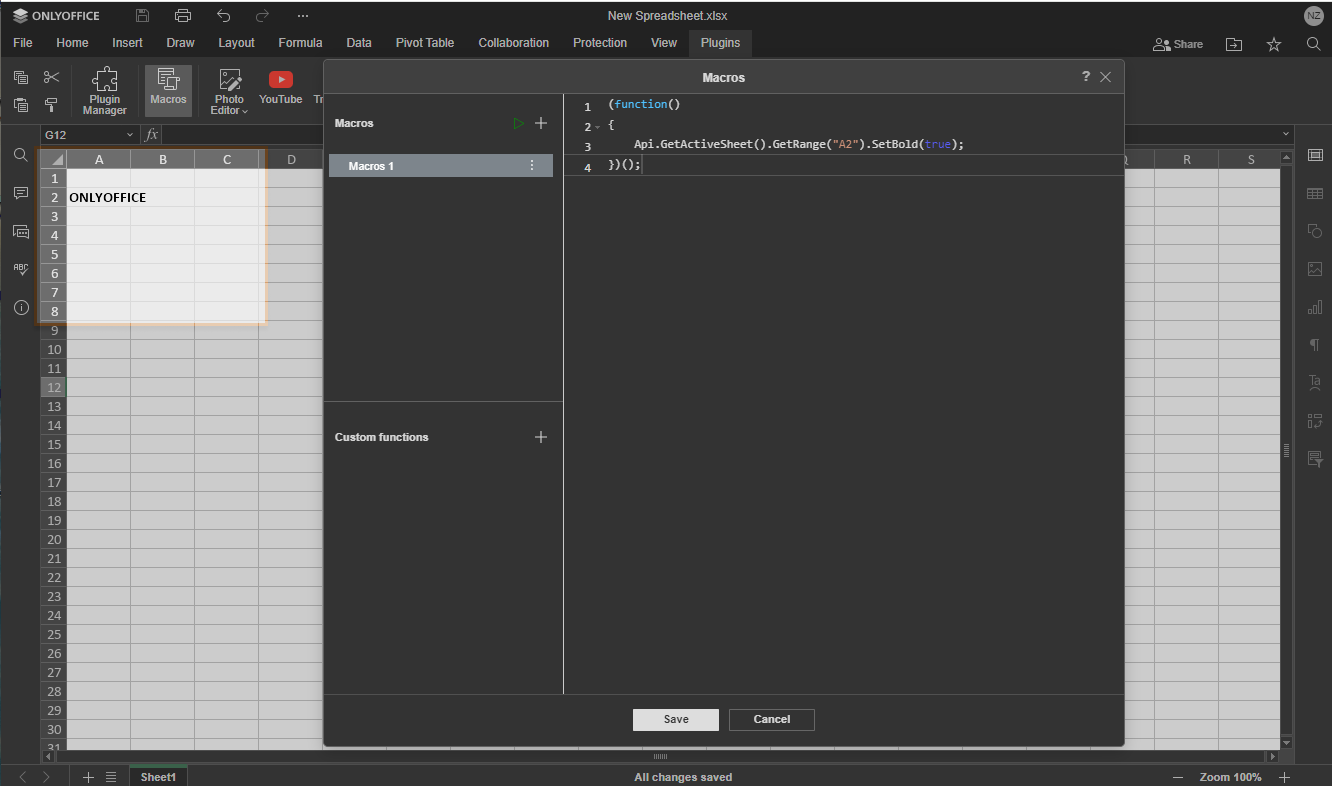 ONLYOFFICE
New Spreadsheet.xlsx
NZ
File Home Insert Draw Layout Formula Data Pivot Table Collaboration Protection View Plugins
Share
Plugin
Manager
Macros
Photo
Editor
YouTube
Macros
?
G12
fx
Macros
Macros 1
1 (function()
2 {
3 Api.GetActiveSheet().GetRange("A2").SetBold(true);
4 })();
Custom functions
Save Cancel
A B C D R S
1
2 ONLYOFFICE
3
4
5
6
7
8
9
10
11
12
13
14
15
16
17
18
19
20
21
22
23
24
25
26
27
28
29
30
31
ABC
Ta
Sheet1
All changes saved
Zoom 100%